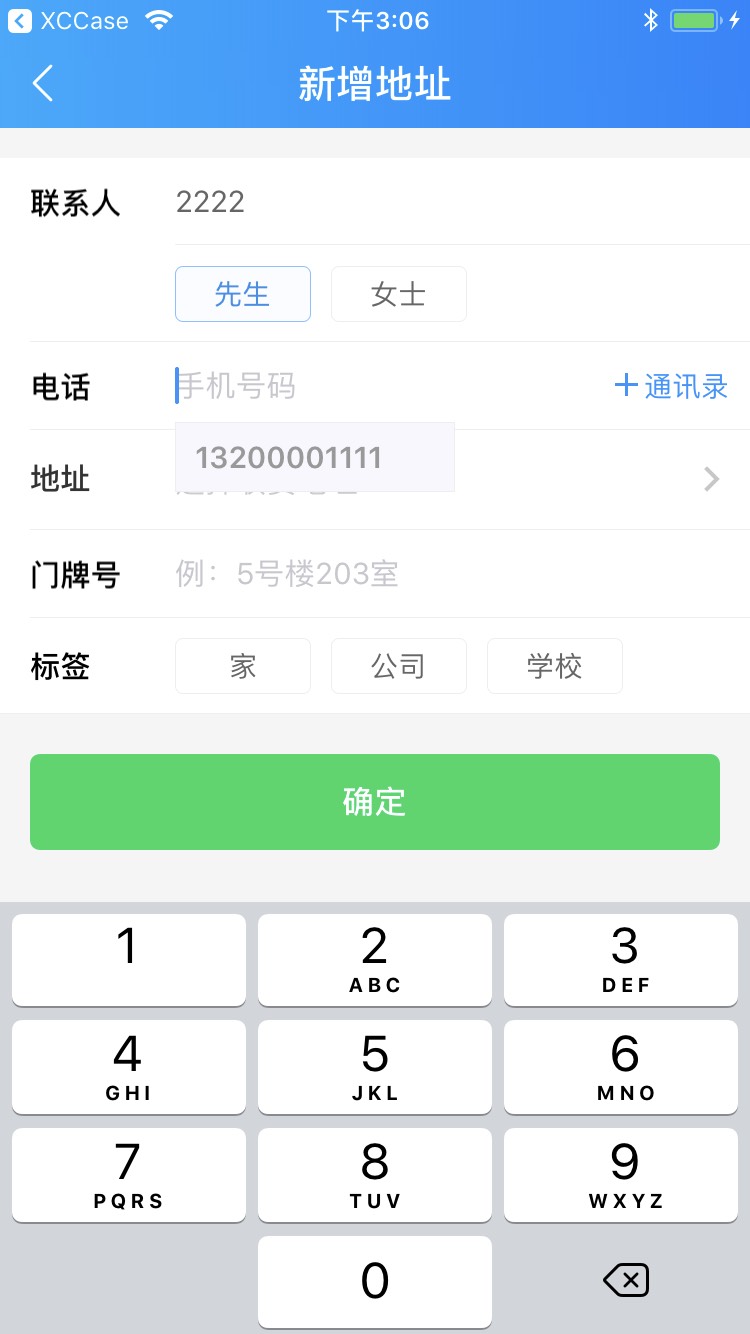 XCCase 下午3:06
新增地址
联系人 2222
先生 女士
电话 手机号码 +通讯录
13200001111
地址
门牌号 例：5号楼203室
标签 家 公司 学校
确定
1 2 3
ABC DEF
4 5 6
GHI JKL MNO
7 8 9
PQRS TUV WXYZ
0